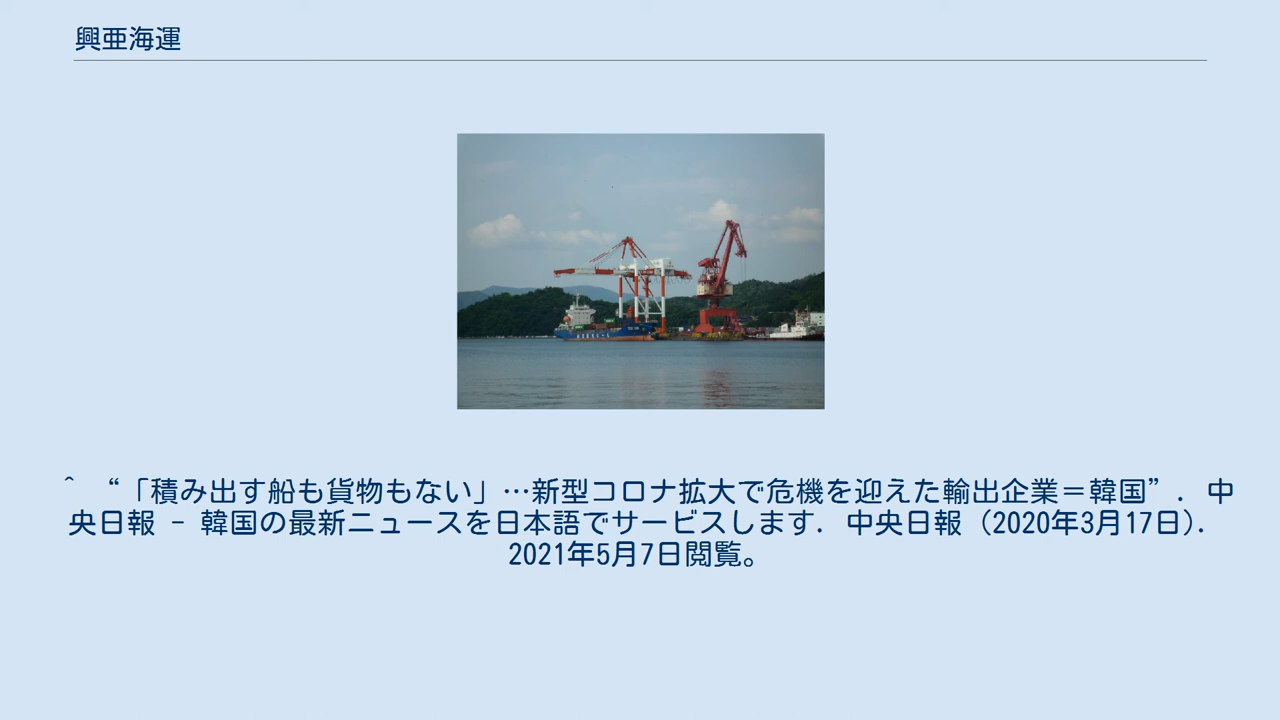 興亜海運
^ “「積み出す船も貨物もない」…新型コロナ拡大で危機を迎えた輸出企業＝韓国”. 中
央日報 - 韓国の最新ニュースを日本語でサービスします. 中央日報 (2020年3月17日).
2021年5月7日閲覧。